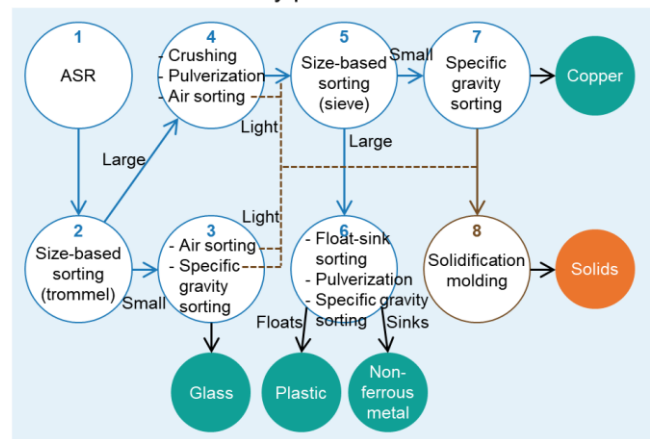 1
ASR
4
- Crushing
- Pulverization
- Air sorting
5
Size-based
sorting
(sieve)
Small
7
Specific
gravity
sorting
Copper
Light
Large
Large
2
Size-based
sorting
(trommel)
Small
3
- Air sorting
- Specific
gravity
sorting
Light
6
- Float-sink
sorting
- Pulverization
- Specific gravity
sorting
8
Solidification
molding
Solids
Floats
Sinks
Glass
Plastic
Non-
ferrous
metal